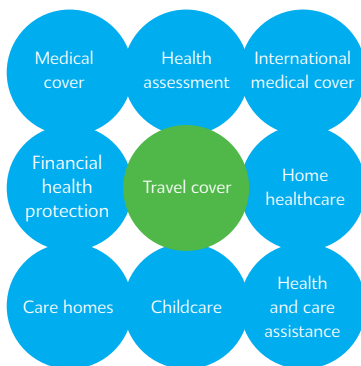 Medical
cover
Health
assessment
International
medical cover
Financial
health
protection
Travel cover
Home
healthcare
Care homes
Childcare
Health
and care
assistance